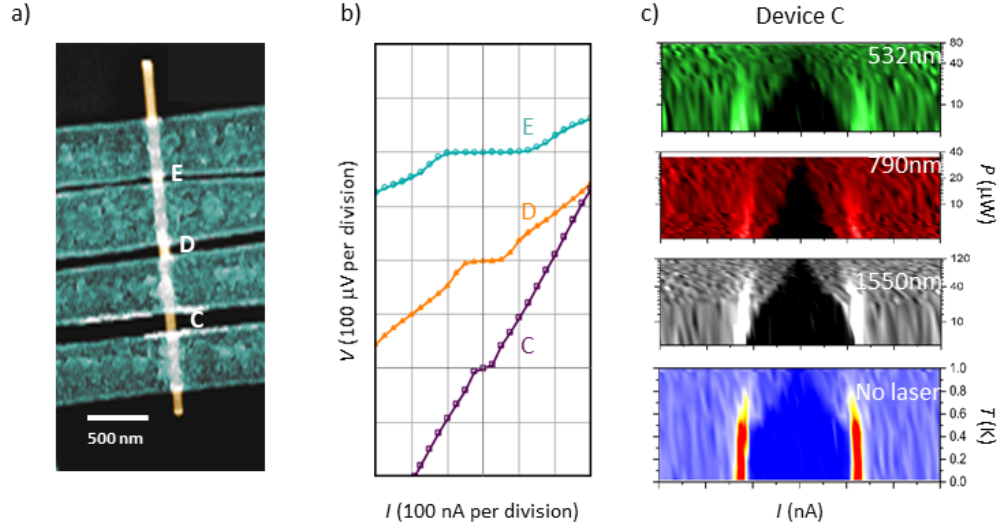 a)
E
D
C
500 nm
b)
E
D
C
V (100 µV per division)
I (100 nA per division)
c)
Device C
532nm
80
40
10
790nm
40
20
10
P (µW)
1550nm
120
40
10
No laser
1.0
0.8
0.6
0.4
0.2
0.0
T (K)
I (nA)